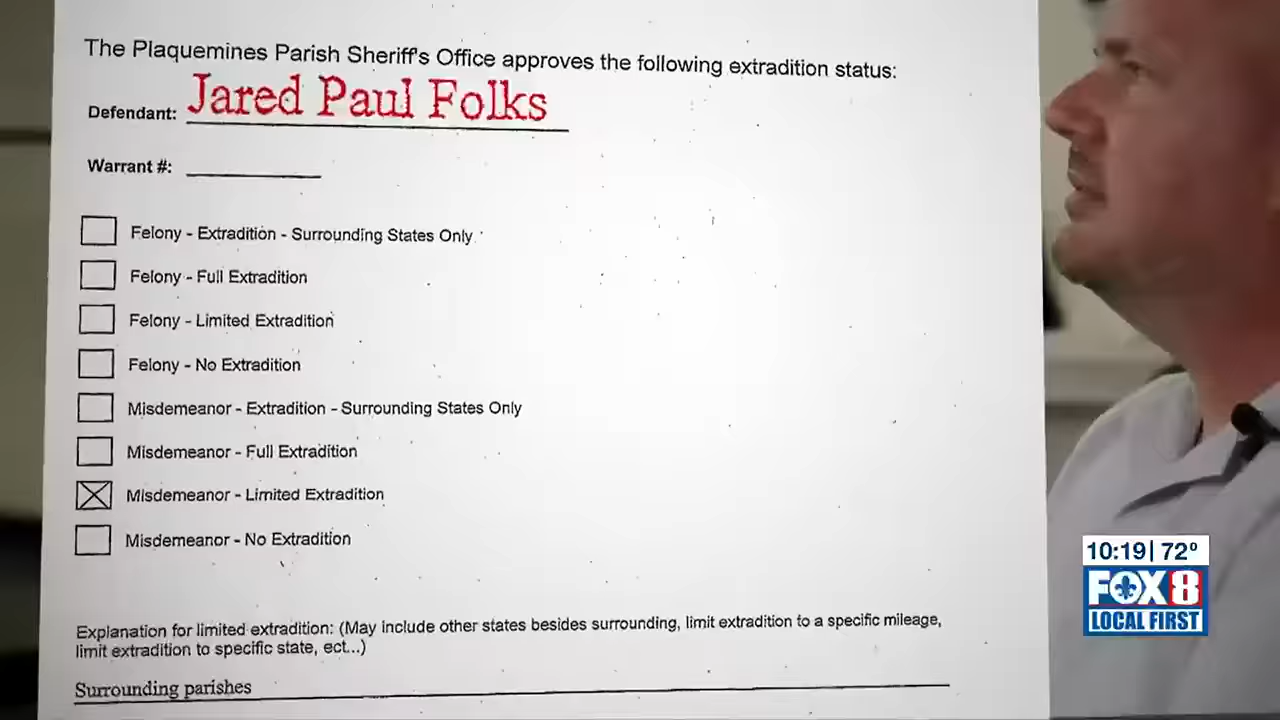 The Plaquemines Parish Sheriff's Office approves the following extradition status:
Defendant: Jared Paul Folks
Warrant #:
Felony - Extradition - Surrounding States Only
Felony - Full Extradition
Felony - Limited Extradition
Felony - No Extradition
Misdemeanor - Extradition - Surrounding States Only
Misdemeanor - Full Extradition
Misdemeanor - Limited Extradition
Misdemeanor - No Extradition
Explanation for limited extradition: (May include other states besides surrounding, limit extradition to a specific mileage,
limit extradition to specific state, ect...)
Surrounding parishes
10:19 | 72º
FOX 8
LOCAL FIRST